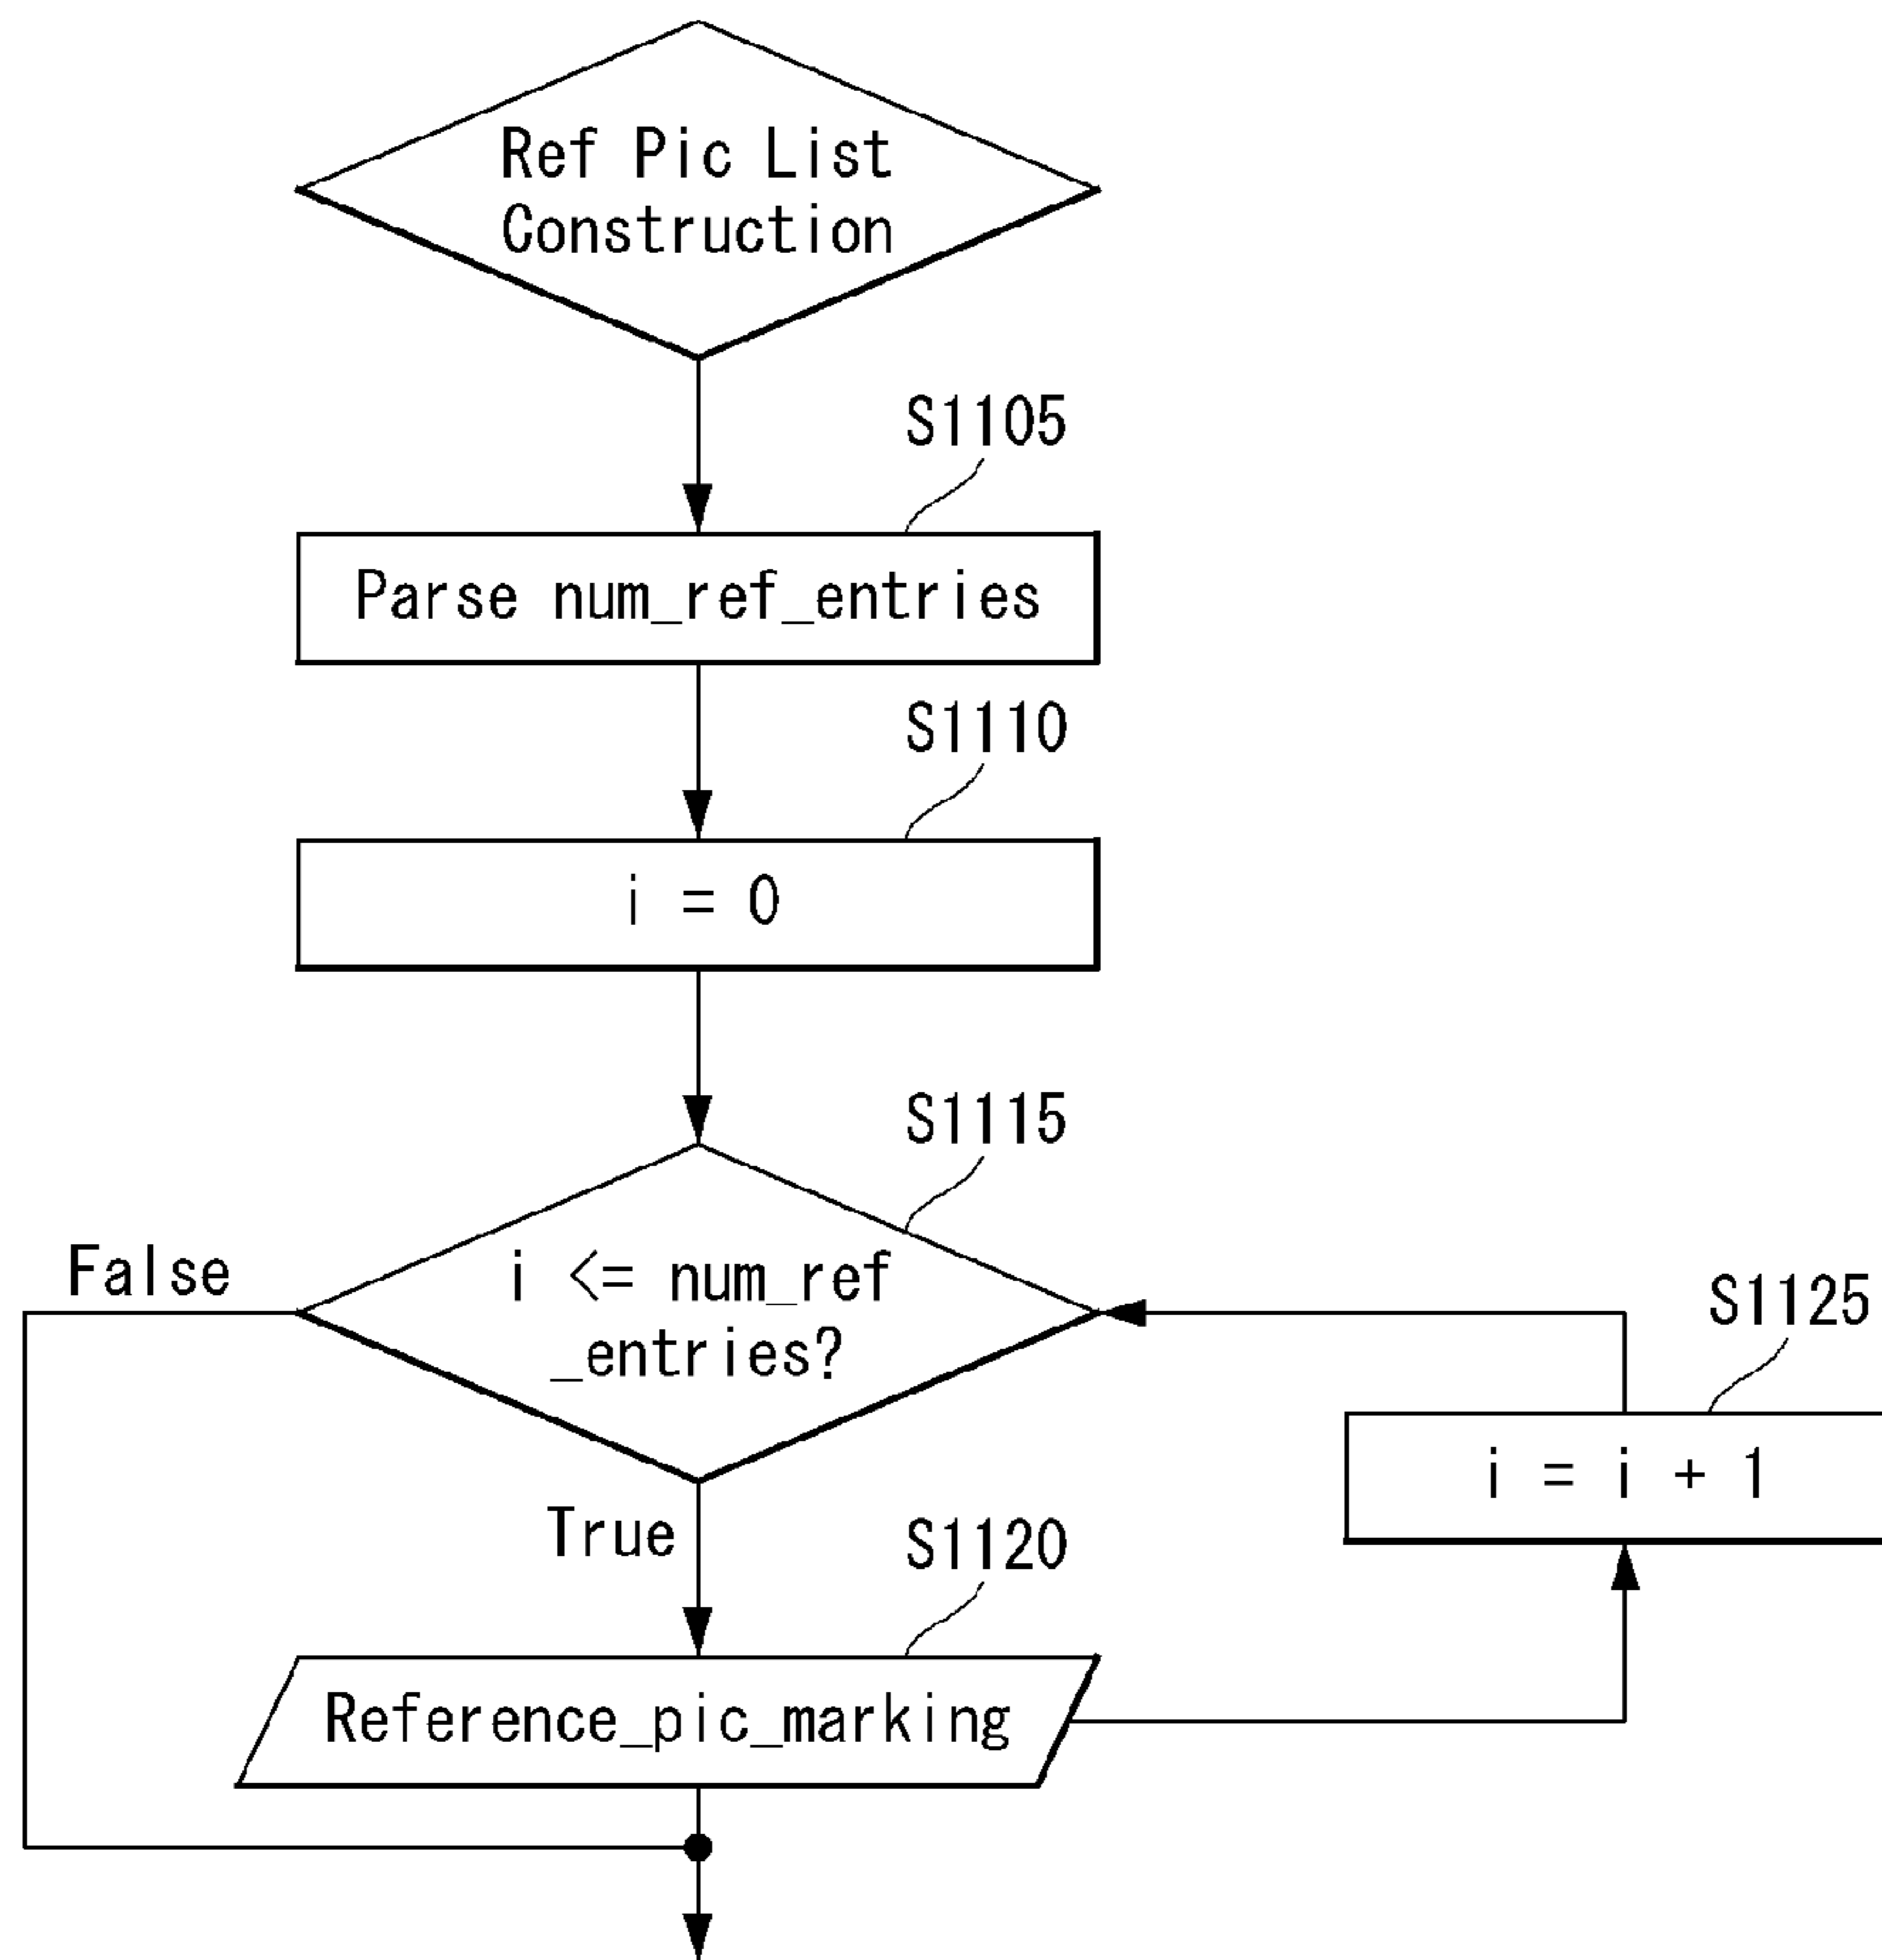 Ref Pic List
Construction
S1105
Parse num_ref_entries
S1110
i = 0
S1115
False
i <= num_ref
_entries?
S1125
i = i + 1
True
S1120
Reference_pic_marking